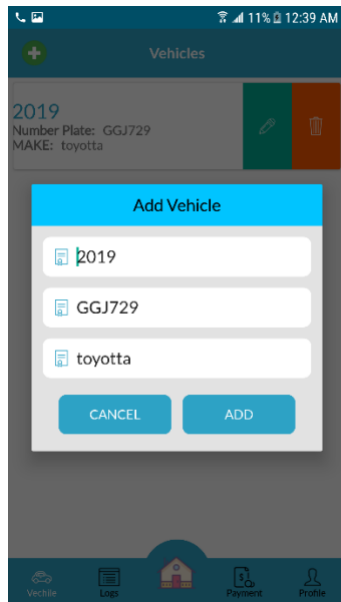 11% 12:39 AM
Vehicles
2019
Number Plate: GGJ729
MAKE: toyotta
Add Vehicle
2019
GGJ729
toyotta
CANCEL ADD
Vechlie Logs Payment Profile